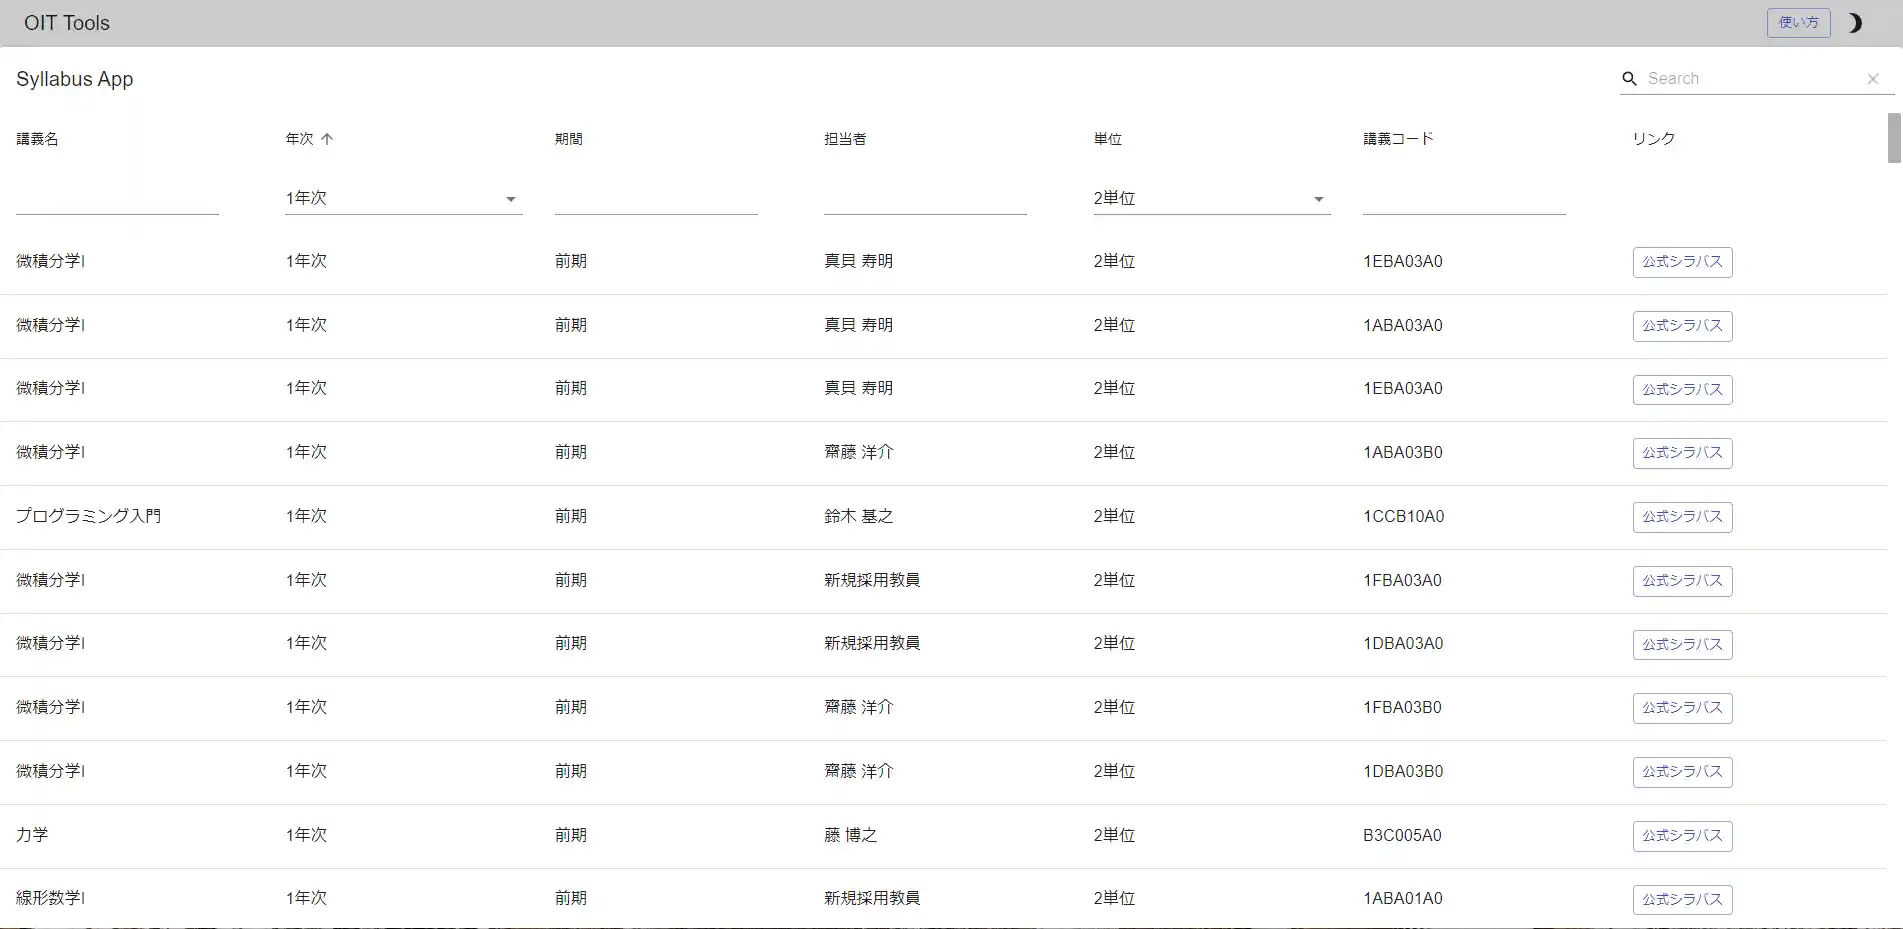 OIT Tools 使い方
Syllabus App Search
講義名 年次 期間 担当者 単位 講義コード リンク
1年次 2単位
微積分学I 1年次 前期 真貝 寿明 2単位 1EBA03A0 公式シラバス
微積分学I 1年次 前期 真貝 寿明 2単位 1ABA03A0 公式シラバス
微積分学I 1年次 前期 真貝 寿明 2単位 1EBA03A0 公式シラバス
微積分学I 1年次 前期 齋藤 洋介 2単位 1ABA03B0 公式シラバス
プログラミング入門 1年次 前期 鈴木 基之 2単位 1CCB10A0 公式シラバス
微積分学I 1年次 前期 新規採用教員 2単位 1FBA03A0 公式シラバス
微積分学I 1年次 前期 新規採用教員 2単位 1DBA03A0 公式シラバス
微積分学I 1年次 前期 齋藤 洋介 2単位 1FBA03B0 公式シラバス
微積分学I 1年次 前期 齋藤 洋介 2単位 1DBA03B0 公式シラバス
力学 1年次 前期 藤 博之 2単位 B3C005A0 公式シラバス
線形数学I 1年次 前期 新規採用教員 2単位 1ABA01A0 公式シラバス